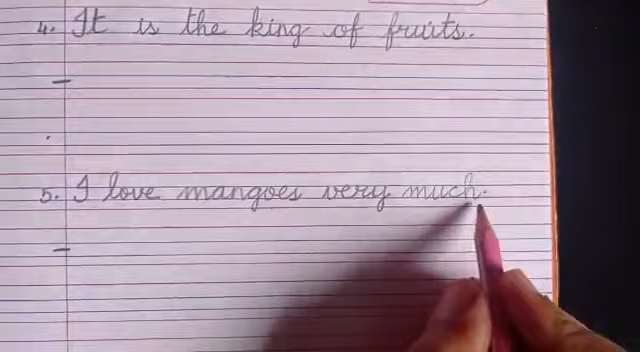 4. It is the king of fruits.
5. I love mangoes very much.